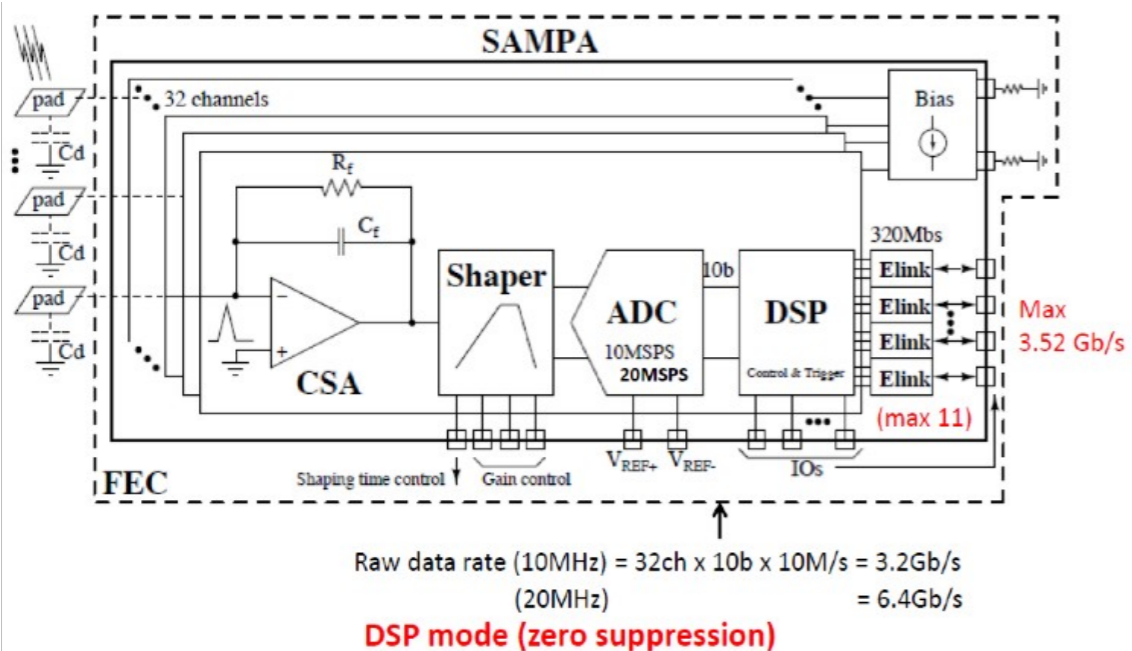 SAMPA
pad
32 channels
Bias
Cd
Rf
pad
Cf
320Mbs
Cd
Shaper
10b
Elink
pad
−
ADC
DSP
Elink
Max
10MSPS
Elink
3.52 Gb/s
+
20MSPS
Control & Trigger
Elink
Cd
CSA
(max 11)
VREF+ VREF-
IOs
FEC
Shaping time control
Gain control
Raw data rate (10MHz) = 32ch x 10b x 10M/s = 3.2Gb/s
(20MHz) = 6.4Gb/s
DSP mode (zero suppression)